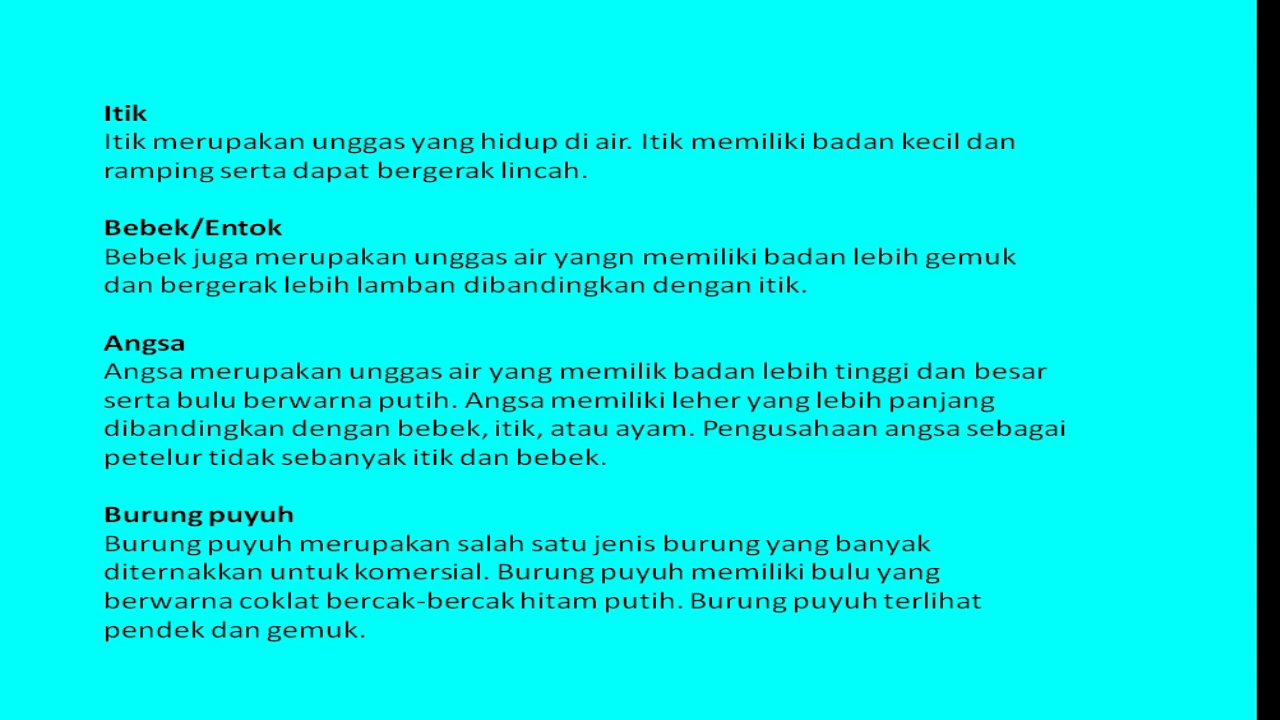 Itik
Itik merupakan unggas yang hidup di air. Itik memiliki badan kecil dan
ramping serta dapat bergerak lincah.
Bebek/Entok
Bebek juga merupakan unggas air yangn memiliki badan lebih gemuk
dan bergerak lebih lamban dibandingkan dengan itik.
Angsa
Angsa merupakan unggas air yang memilik badan lebih tinggi dan besar
serta bulu berwarna putih. Angsa memiliki leher yang lebih panjang
dibandingkan dengan bebek, itik, atau ayam. Pengusahaan angsa sebagai
petelur tidak sebanyak itik dan bebek.
Burung puyuh
Burung puyuh merupakan salah satu jenis burung yang banyak
diternakkan untuk komersial. Burung puyuh memiliki bulu yang
berwarna coklat bercak-bercak hitam putih. Burung puyuh terlihat
pendek dan gemuk.